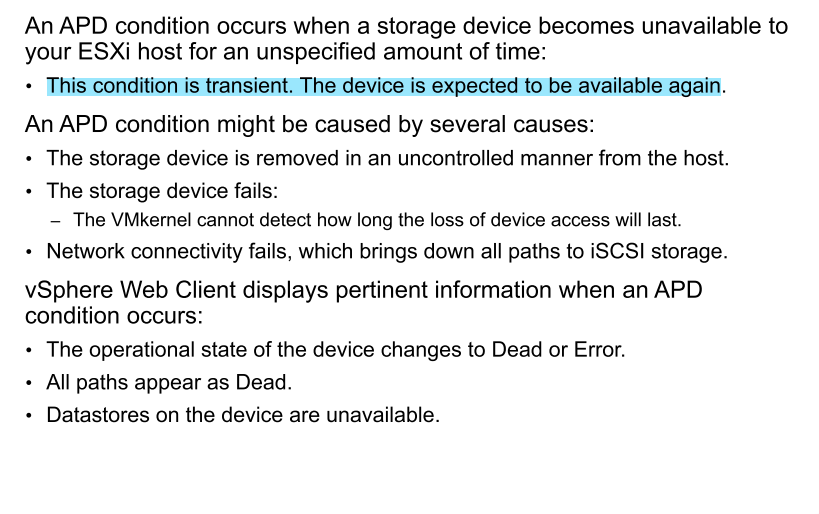 An APD condition occurs when a storage device becomes unavailable to
your ESXi host for an unspecified amount of time:
• This condition is transient. The device is expected to be available again.
An APD condition might be caused by several causes:
• The storage device is removed in an uncontrolled manner from the host.
• The storage device fails:
– The VMkernel cannot detect how long the loss of device access will last.
• Network connectivity fails, which brings down all paths to iSCSI storage.
vSphere Web Client displays pertinent information when an APD
condition occurs:
• The operational state of the device changes to Dead or Error.
• All paths appear as Dead.
• Datastores on the device are unavailable.